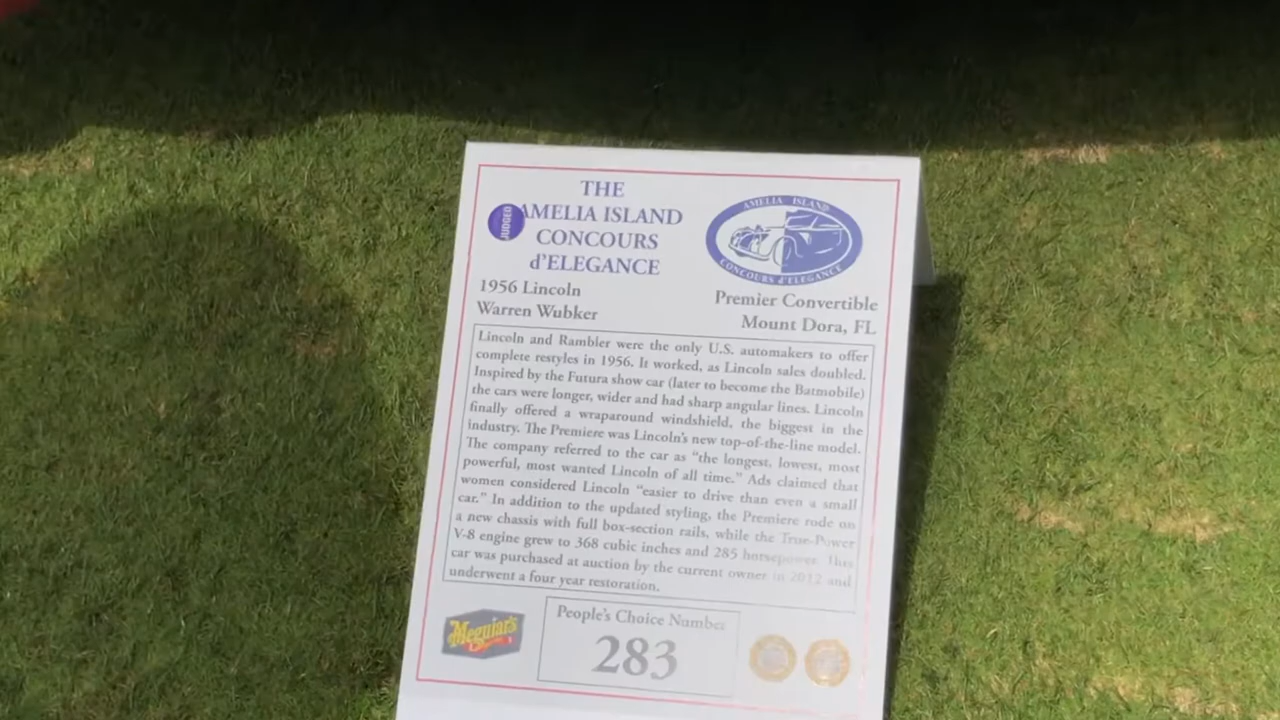 THE
JUDGED
AMELIA ISLAND
CONCOURS
d'ELEGANCE
AMELIA ISLAND
CONCOURS d'ELEGANCE
1956 Lincoln
Premier Convertible
Warren Wubker
Mount Dora, FL
Lincoln and Rambler were the only U.S. automakers to offer
complete restyles in 1956. It worked, as Lincoln sales doubled.
Inspired by the Futura show car (later to become the Batmobile)
the cars were longer, wider and had sharp angular lines. Lincoln
finally offered a wraparound windshield, the biggest in the
industry. The Premiere was Lincoln's new top-of-the-line model.
The company referred to the car as "the longest, lowest, most
powerful, most wanted Lincoln of all time." Ads claimed that
women considered Lincoln "easier to drive than even a small
car." In addition to the updated styling, the Premiere rode on
a new chassis with full box-section rails, while the True-Power
V-8 engine grew to 368 cubic inches and 285 horsepower. This
car was purchased at auction by the current owner in 2012 and
underwent a four year restoration.
Meguiar's
People's Choice Number
283